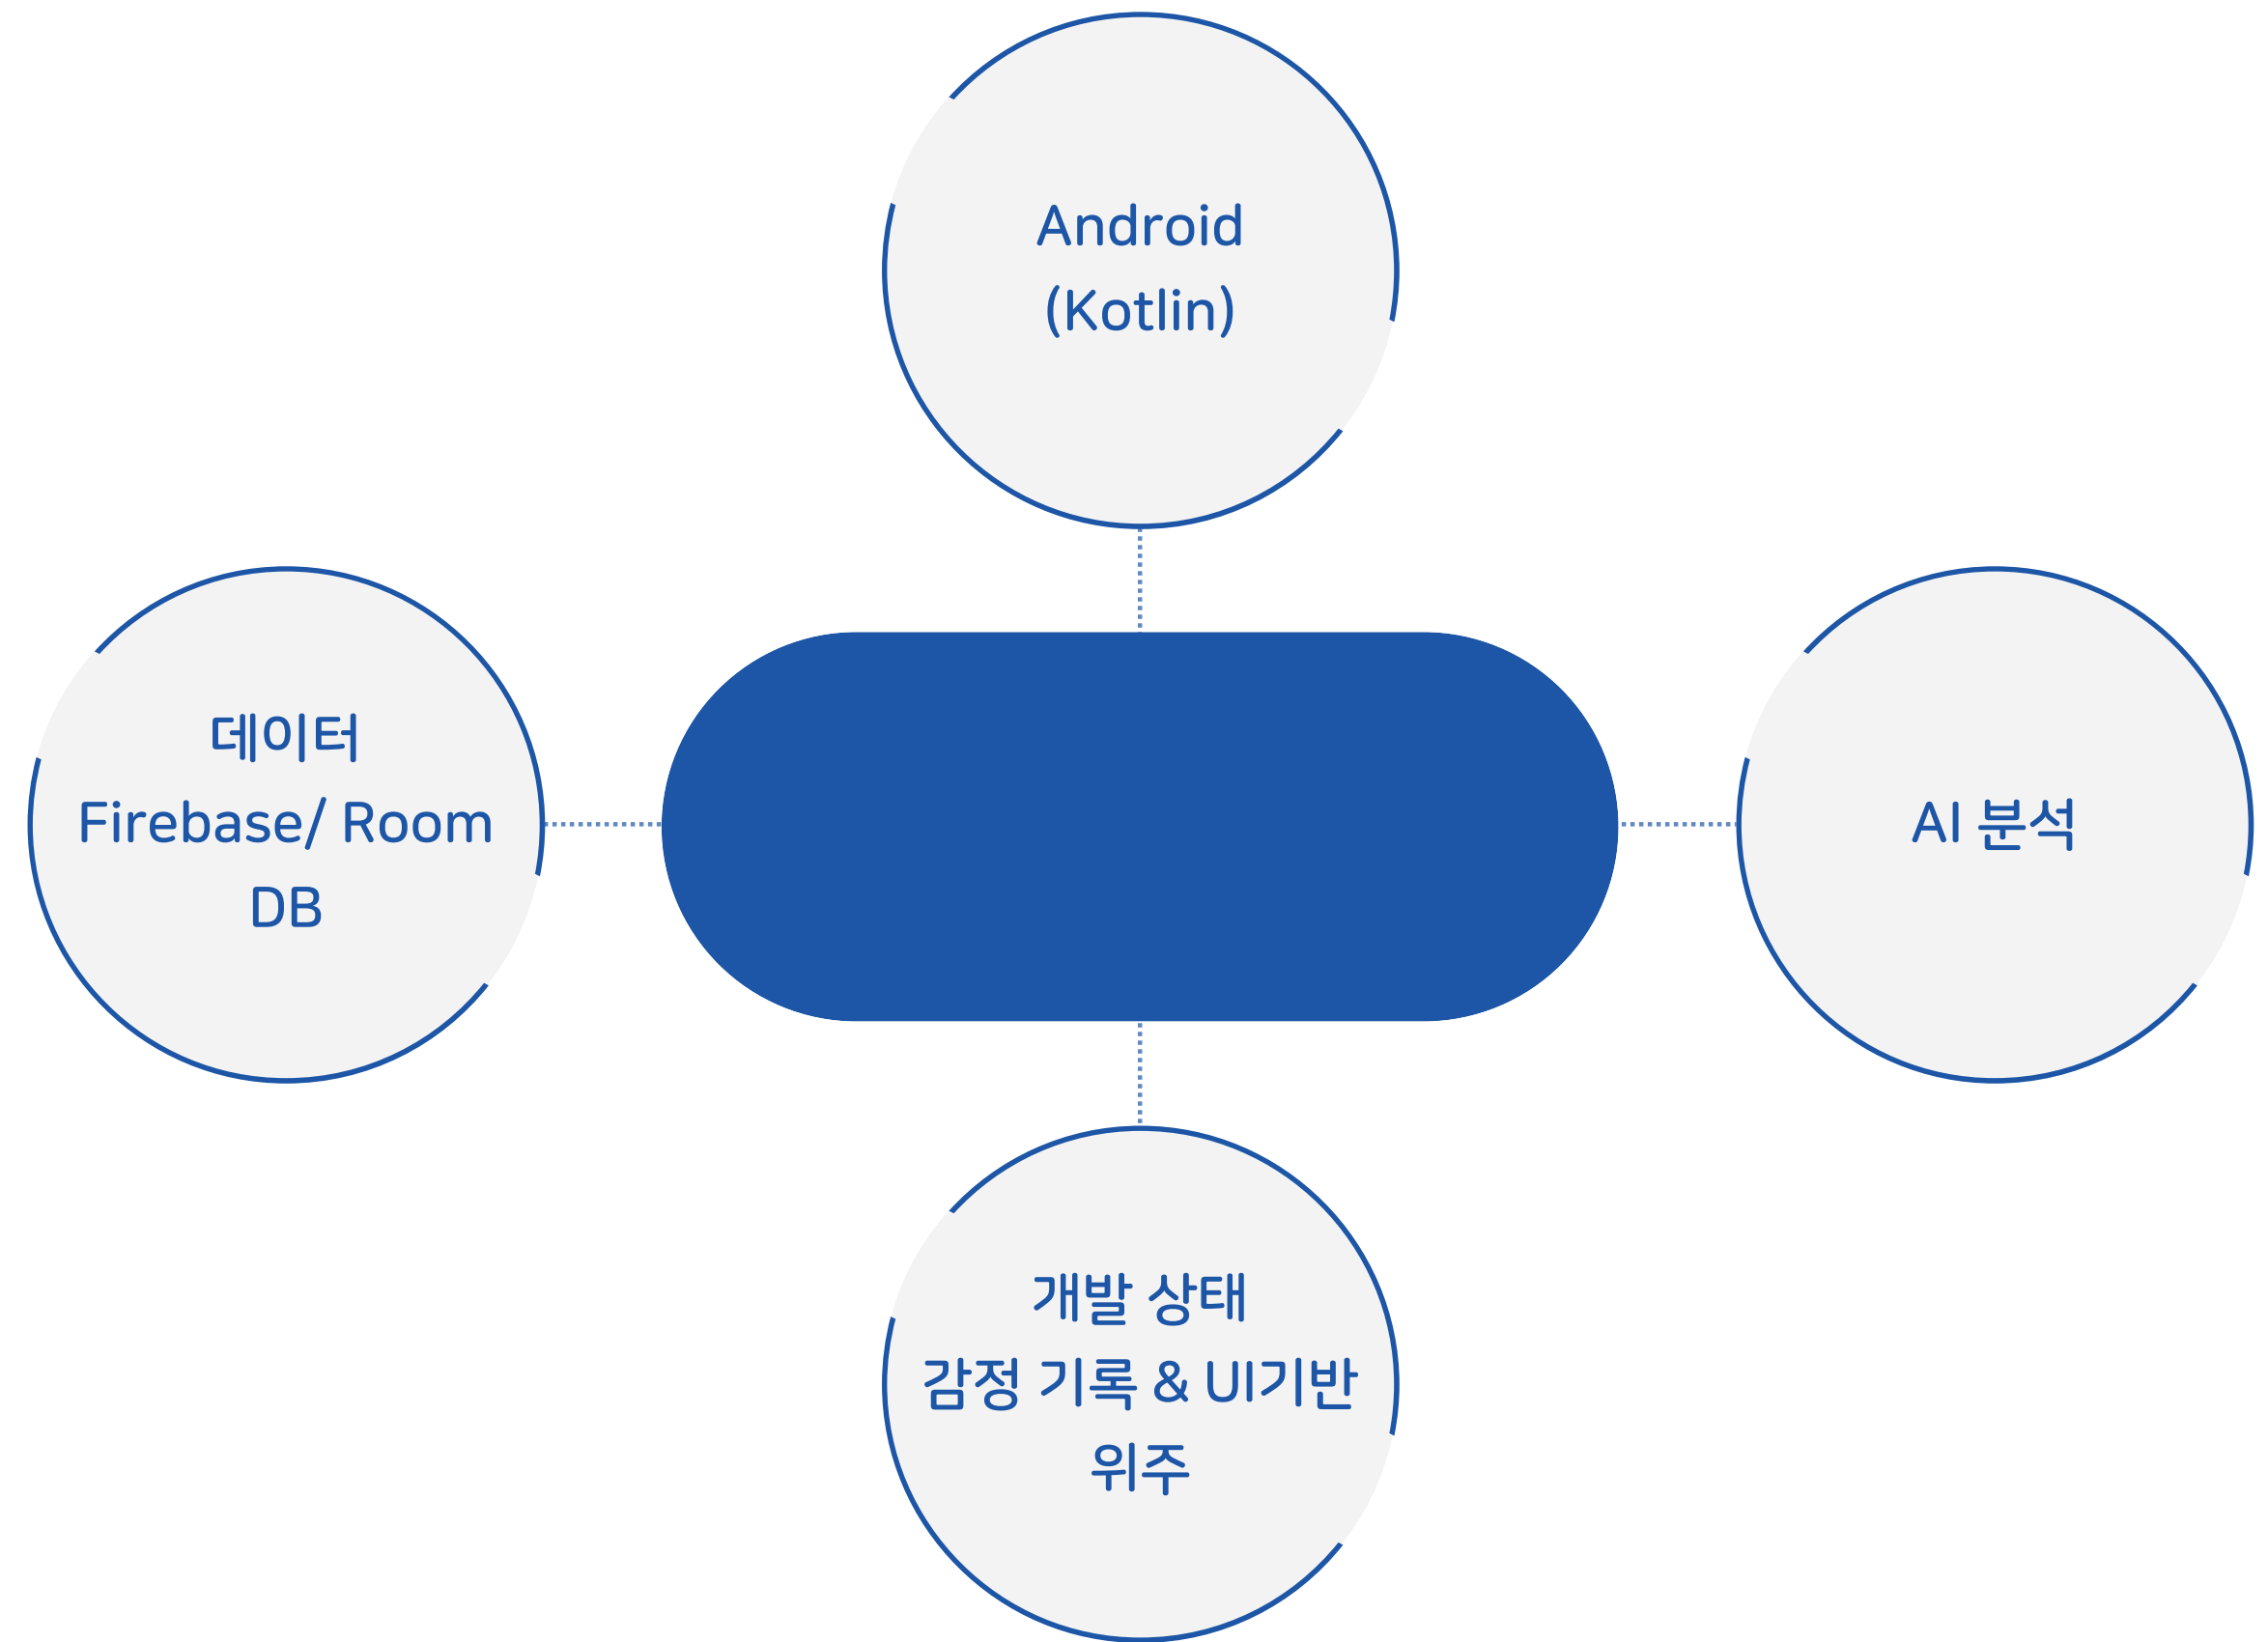 Android
(Kotlin)
데이터
Firebase/ Room
DB
AI 분석
개발 상태
감정 기록 & UI기반
위주